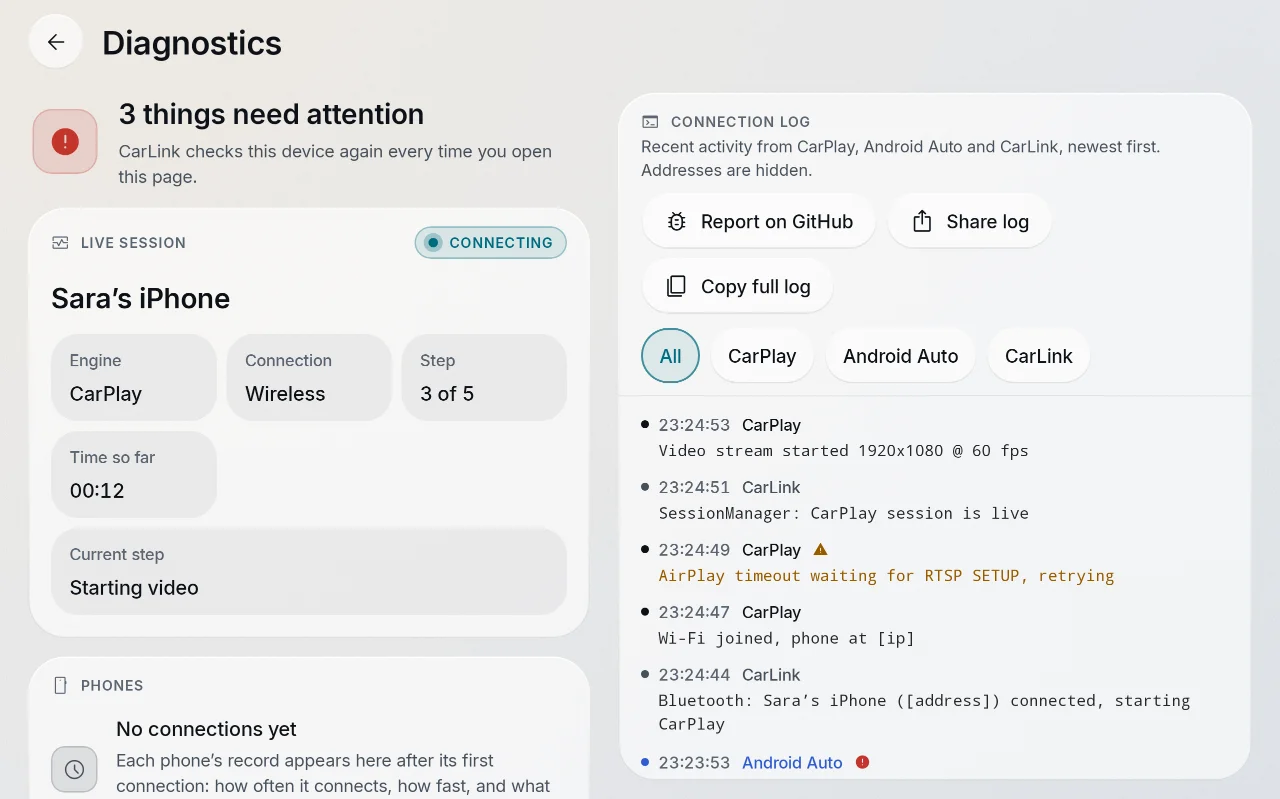 Diagnostics
3 things need attention
CarLink checks this device again every time you open
this page.
LIVE SESSION
CONNECTING
Sara’s iPhone
Engine
CarPlay
Connection
Wireless
Step
3 of 5
Time so far
00:12
Current step
Starting video
PHONES
No connections yet
Each phone’s record appears here after its first
connection: how often it connects, how fast, and what
CONNECTION LOG
Recent activity from CarPlay, Android Auto and CarLink, newest first.
Addresses are hidden.
Report on GitHub
Share log
Copy full log
All
CarPlay
Android Auto
CarLink
23:24:53 CarPlay
Video stream started 1920x1080 @ 60 fps
23:24:51 CarLink
SessionManager: CarPlay session is live
23:24:49 CarPlay
AirPlay timeout waiting for RTSP SETUP, retrying
23:24:47 CarPlay
Wi-Fi joined, phone at [ip]
23:24:44 CarLink
Bluetooth: Sara’s iPhone ([address]) connected, starting
CarPlay
23:23:53 Android Auto